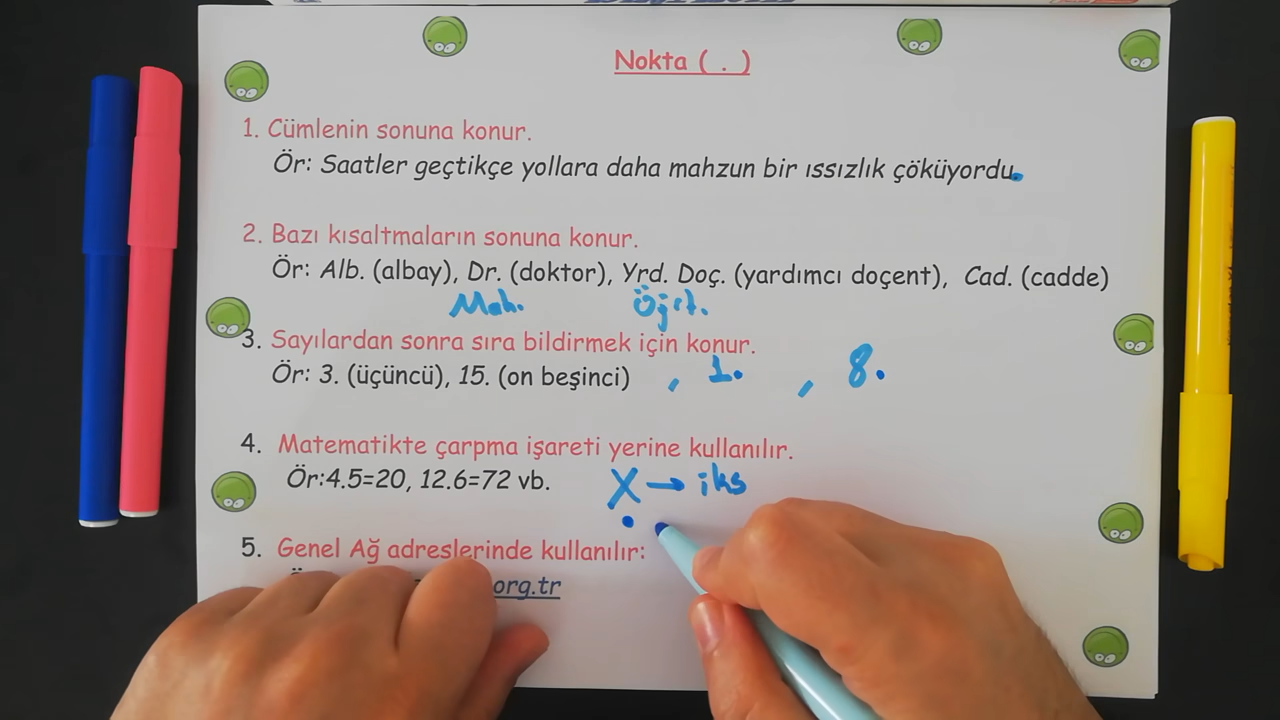 Nokta ( . )
1. Cümlenin sonuna konur.
Ör: Saatler geçtikçe yollara daha mahzun bir ıssızlık çöküyordu.
2. Bazı kısaltmaların sonuna konur.
Ör: Alb. (albay), Dr. (doktor), Yrd. Doç. (yardımcı doçent), Cad. (cadde)
Mah. Öğrt.
3. Sayılardan sonra sıra bildirmek için konur.
Ör: 3. (üçüncü), 15. (on beşinci) , 1. , 8.
4. Matematikte çarpma işareti yerine kullanılır.
Ör:4.5=20, 12.6=72 vb. X → iks
.
5. Genel Ağ adreslerinde kullanılır:
org.tr